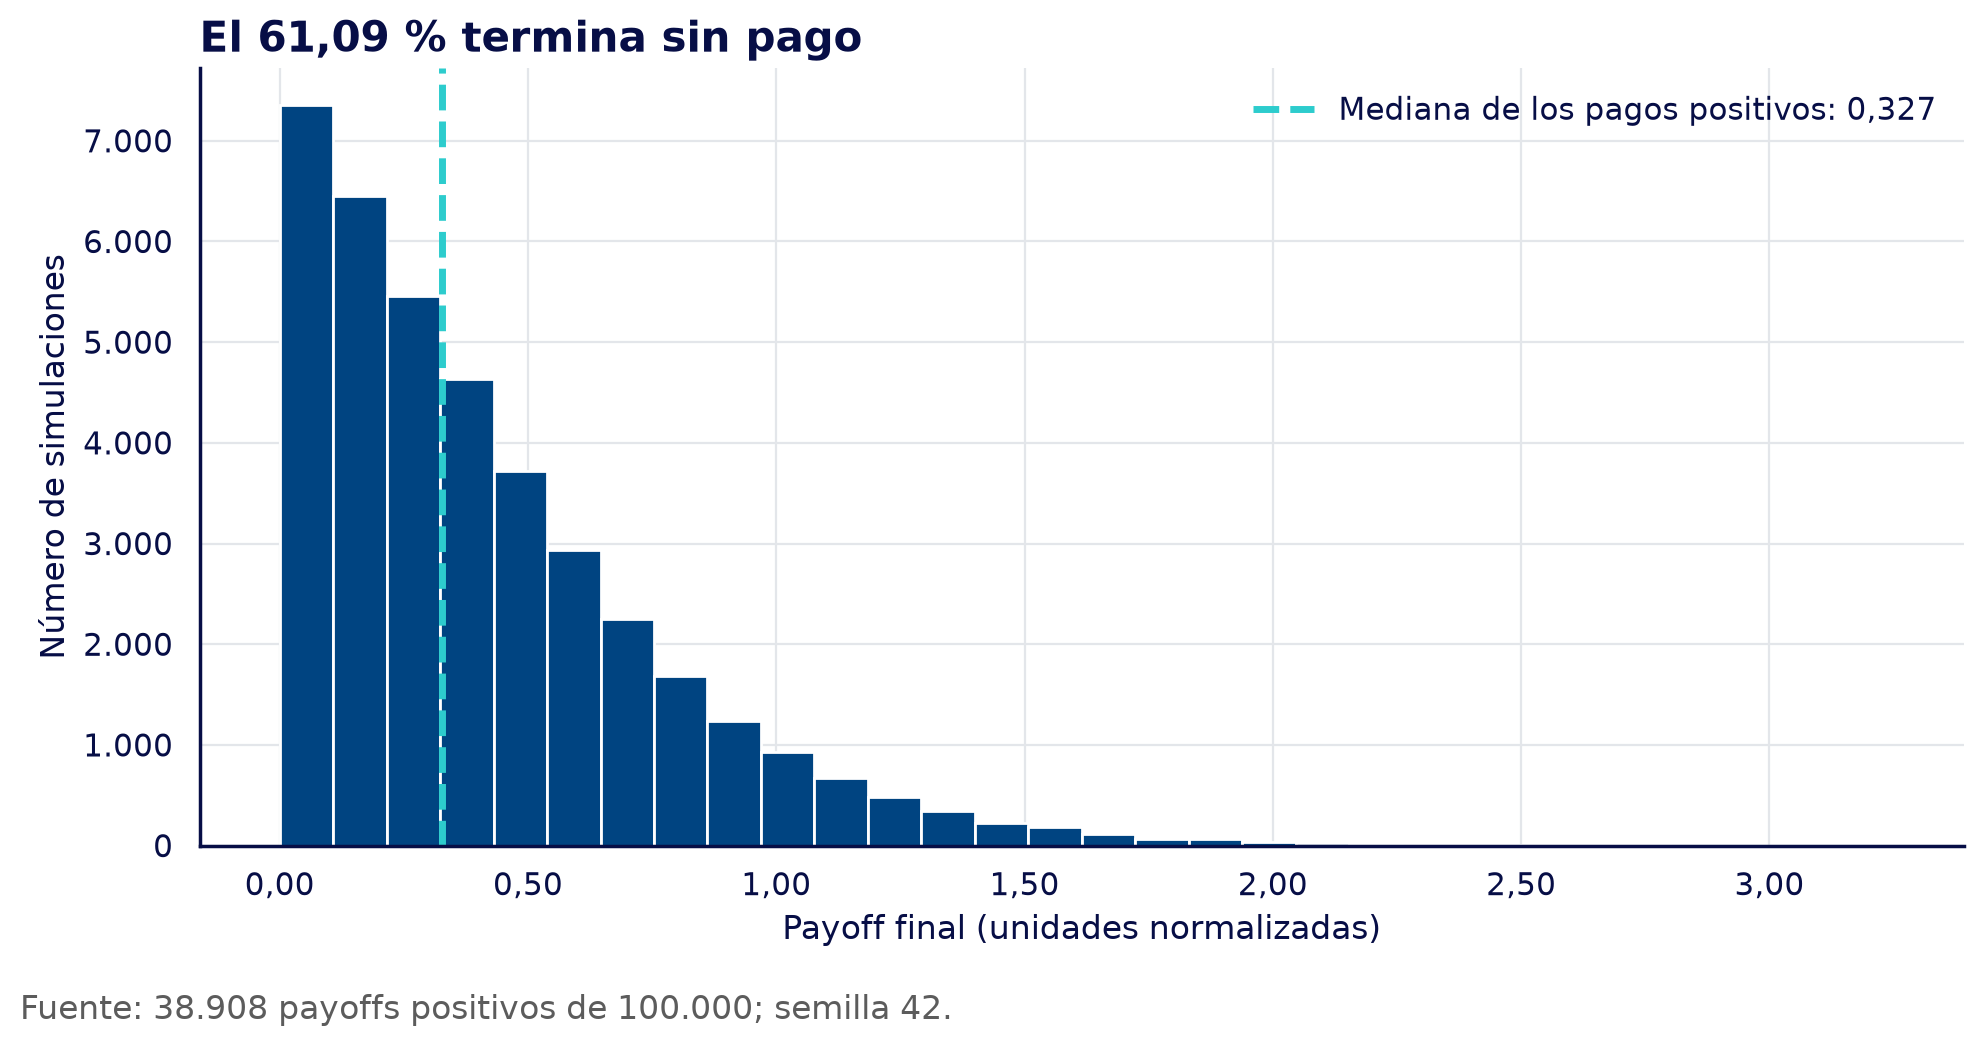 El 61,09 % termina sin pago
Mediana de los pagos positivos: 0,327
Número de simulaciones
7.000
6.000
5.000
4.000
3.000
2.000
1.000
0
0,00 0,50 1,00 1,50 2,00 2,50 3,00
Payoff final (unidades normalizadas)
Fuente: 38.908 payoffs positivos de 100.000; semilla 42.